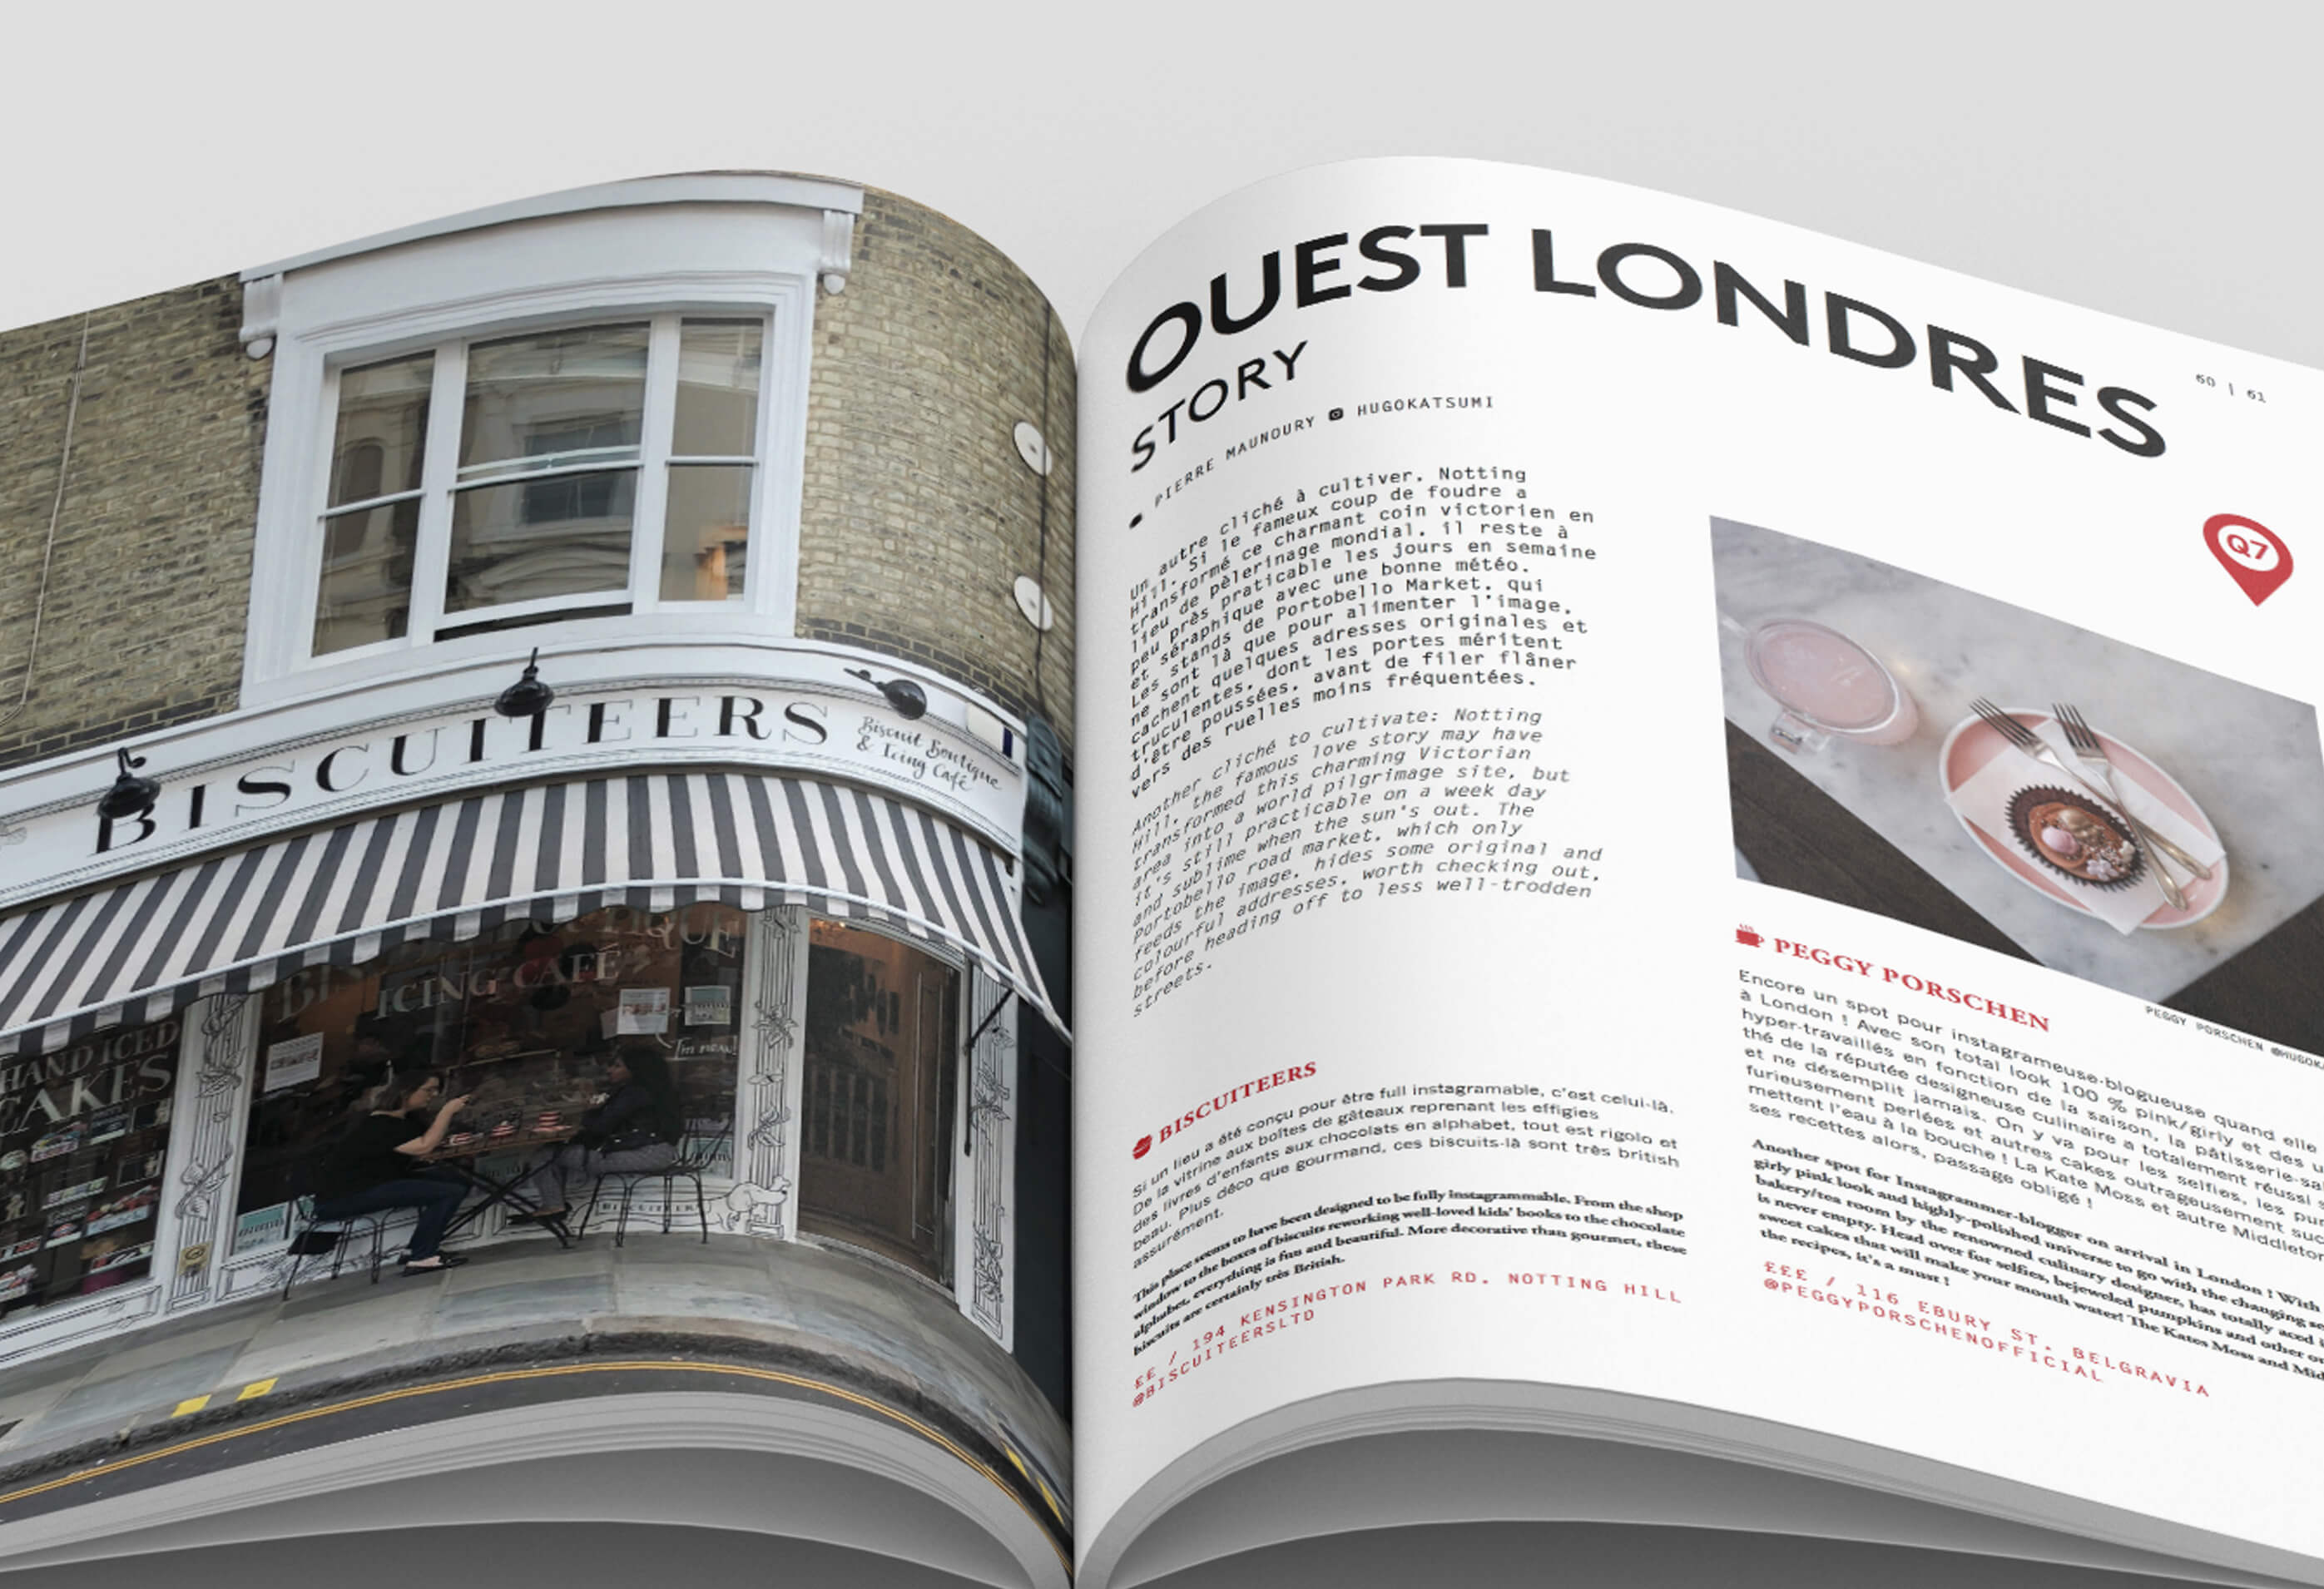 BISCUITEERS
Biscuit Boutique
& Icing Café
ICING CAFÉ
HAND ICED
CAKES
I'm new!
BISCUITEERS
OUEST LONDRES
STORY
60 | 61
PIERRE MAUNOURY HUGOKATSUMI
Un autre cliché à cultiver. Notting
Hill. Si le fameux coup de foudre a
transformé ce charmant coin victorien en
lieu de pèlerinage mondial, il reste à
peu près praticable les jours en semaine
et séraphique avec une bonne météo.
Les stands de Portobello Market, qui
ne sont là que pour alimenter l'image,
cachent quelques adresses originales et
truculentes, dont les portes méritent
d'être poussées, avant de filer flâner
vers des ruelles moins fréquentées.
Another cliché to cultivate: Notting
Hill, the famous love story may have
transformed this charming Victorian
area into a world pilgrimage site, but
it's still practicable on a week day
and sublime when the sun's out. The
Portobello road market, which only
feeds the image, hides some original and
colourful addresses, worth checking out,
before heading off to less well-trodden
streets.
BISCUITEERS
Si un lieu a été conçu pour être full instagramable, c'est celui-là.
De la vitrine aux boîtes de gâteaux reprenant les effigies
des livres d'enfants aux chocolats en alphabet, tout est rigolo et
beau. Plus déco que gourmand, ces biscuits-là sont très british
assurément.
This place seems to have been designed to be fully instagrammable. From the shop
window to the boxes of biscuits reworking well-loved kids' books to the chocolate
alphabet, everything is fun and beautiful. More decorative than gourmet, these
biscuits are certainly très British.
££ / 194 KENSINGTON PARK RD. NOTTING HILL
@BISCUITEERSLTD
Q7
PEGGY PORSCHEN @HUGOK
PEGGY PORSCHEN
Encore un spot pour instagrameuse-blogueuse quand elle
à London ! Avec son total look 100 % pink/girly et des u
hyper-travaillés en fonction de la saison, la pâtisserie-sal
thé de la réputée designeuse culinaire a totalement réussi s
et ne désemplit jamais. On y va pour les selfies, les pu
furieusement perlées et autres cakes outrageusement suc
mettent l'eau à la bouche ! La Kate Moss et autre Middleton
ses recettes alors, passage obligé !
Another spot for Instagrammer-blogger on arrival in London ! With
girly pink look and highly-polished universe to go with the changing se
bakery/tea room by the renowned culinary designer, has totally aced i
is never empty. Head over for selfies, bejeweled pumpkins and other ou
sweet cakes that will make your mouth water! The Kates Moss and Mid
the recipes, it's a must !
£££ / 116 EBURY ST. BELGRAVIA
@PEGGYPORSCHENOFFICIAL